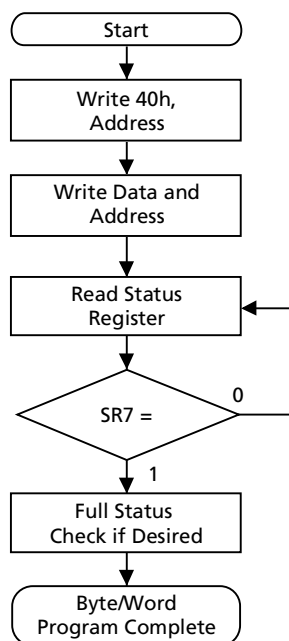 Start
Write 40h,
Address
Write Data and
Address
Read Status
Register
SR7 =
0
1
Full Status
Check if Desired
Byte/Word
Program Complete